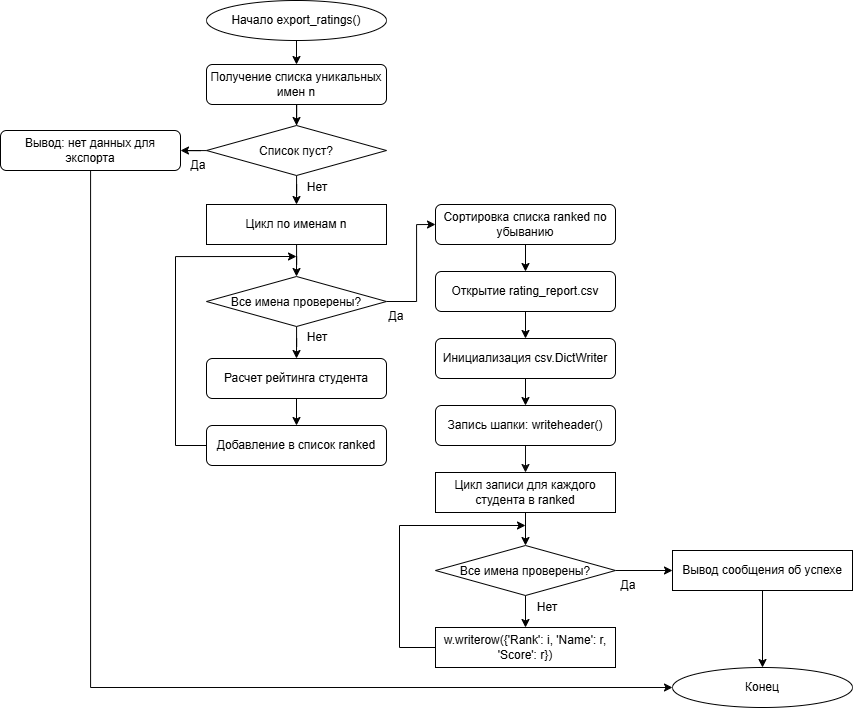 Начало export_ratings()
Получение списка уникальных
имен n
Список пуст?
Да
Вывод: нет данных для
экспорта
Нет
Цикл по именам n
Все имена проверены?
Да
Нет
Расчет рейтинга студента
Добавление в список ranked
Сортировка списка ranked по
убыванию
Открытие rating_report.csv
Инициализация csv.DictWriter
Запись шапки: writeheader()
Цикл записи для каждого
студента в ranked
Все имена проверены?
Да
Вывод сообщения об успехе
Нет
w.writerow({'Rank': i, 'Name': r,
'Score': r})
Конец